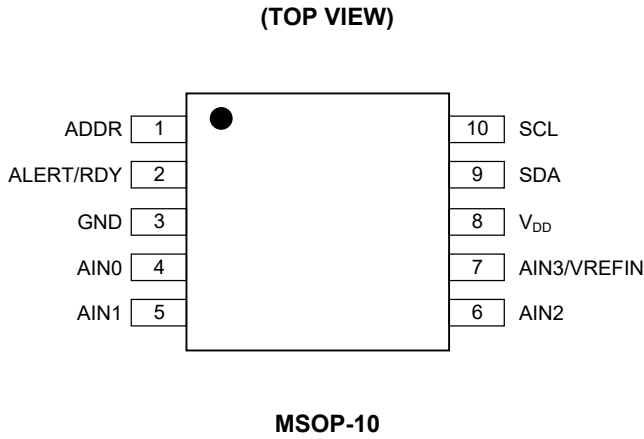 (TOP VIEW)
ADDR 1 10 SCL
ALERT/RDY 2 9 SDA
GND 3 8 VDD
AIN0 4 7 AIN3/VREFIN
AIN1 5 6 AIN2
MSOP-10